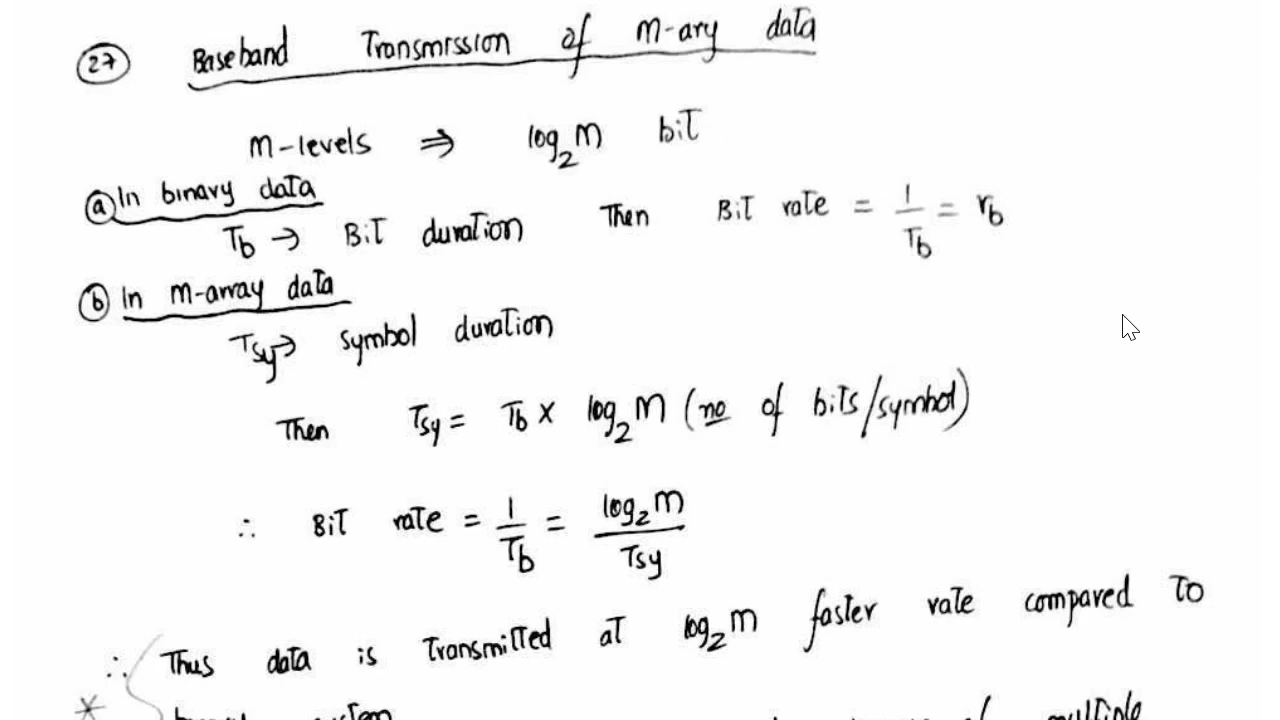 27 Baseband Transmission of M-ary data
M-levels ⇒ log₂M bit
a In binary data
Tb → Bit duration Then Bit rate = 1/Tb = rb
b In M-array data
Tsy → symbol duration
Then Tsy = Tb × log₂M (no of bits/symbol)
∴ Bit rate = 1/Tb = log₂M/Tsy
∴ Thus data is transmitted at log₂M faster rate compared to
* multiple